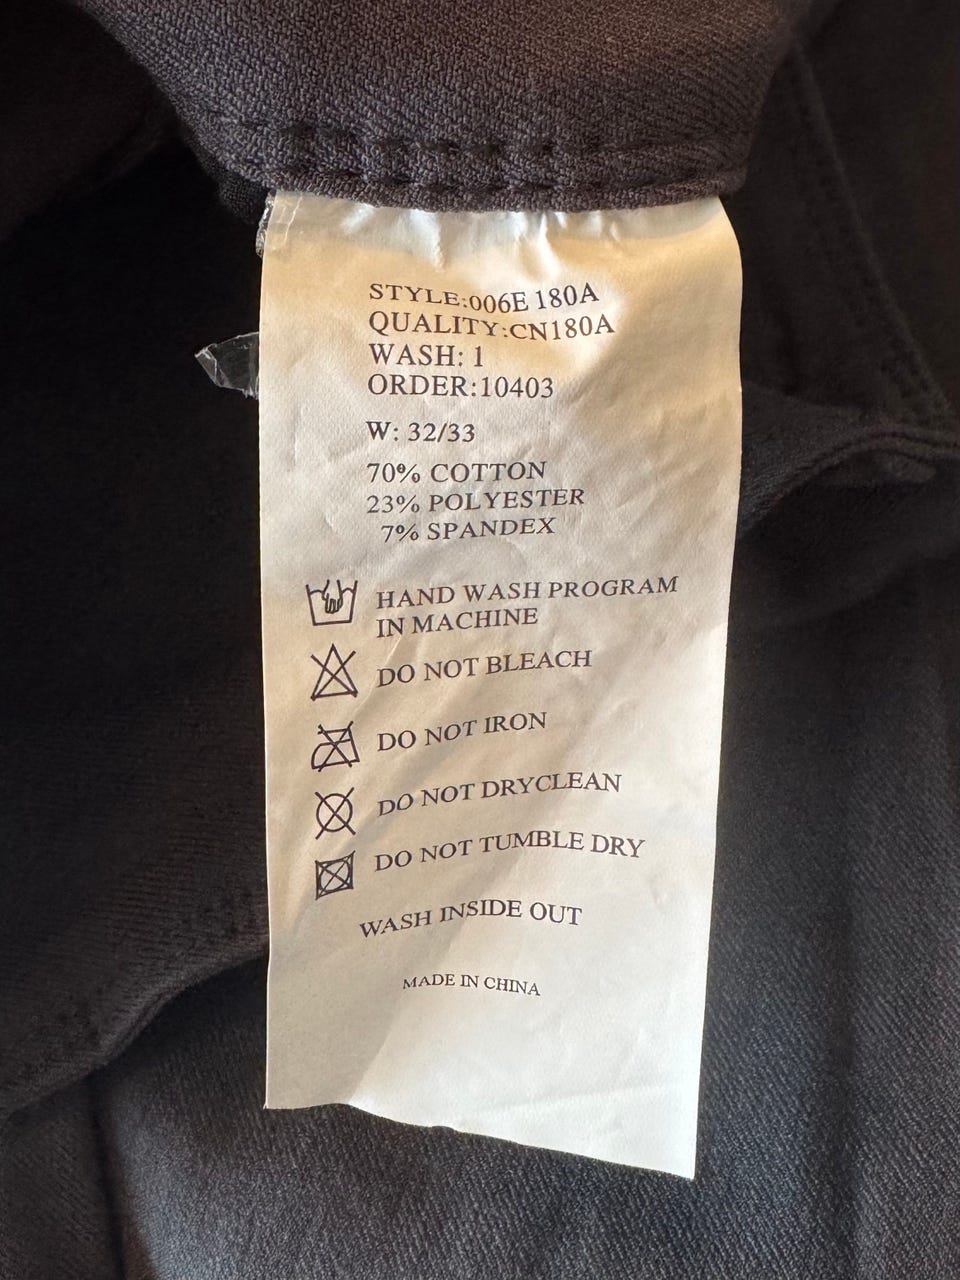 STYLE:006E 180A
QUALITY:CN180A
WASH: 1
ORDER:10403
W: 32/33
70% COTTON
23% POLYESTER
7% SPANDEX
HAND WASH PROGRAM
IN MACHINE
DO NOT BLEACH
DO NOT IRON
DO NOT DRYCLEAN
DO NOT TUMBLE DRY
WASH INSIDE OUT
MADE IN CHINA